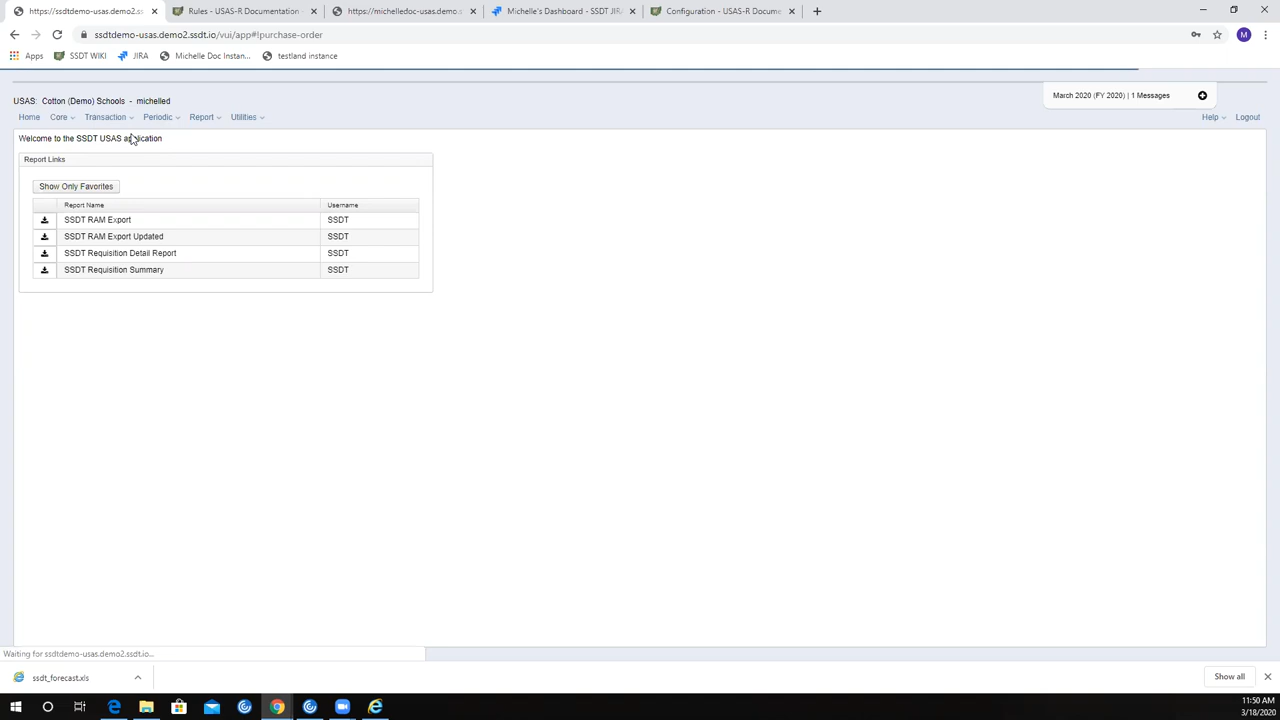 https://ssdtdemo-usas.demo2.ss
Rules - USAS-R Documentation
https://michelledoc-usas.demo.s
Michelle's Dashboard - SSDT JIRA
Configuration - USAS-R Docume
ssdtdemo-usas.demo2.ssdt.io/vui/app#!purchase-order
M
Apps
SSDT WIKI
JIRA
Michelle Doc Instan...
testland instance
USAS: Cotton (Demo) Schools - michelled
March 2020 (FY 2020) | 1 Messages
Home
Core
Transaction
Periodic
Report
Utilities
Help
Logout
Welcome to the SSDT USAS application
Report Links
Show Only Favorites
Report Name Username
SSDT RAM Export SSDT
SSDT RAM Export Updated SSDT
SSDT Requisition Detail Report SSDT
SSDT Requisition Summary SSDT
Waiting for ssdtdemo-usas.demo2.ssdt.io...
ssdt_forecast.xls
Show all
11:50 AM
3/18/2020